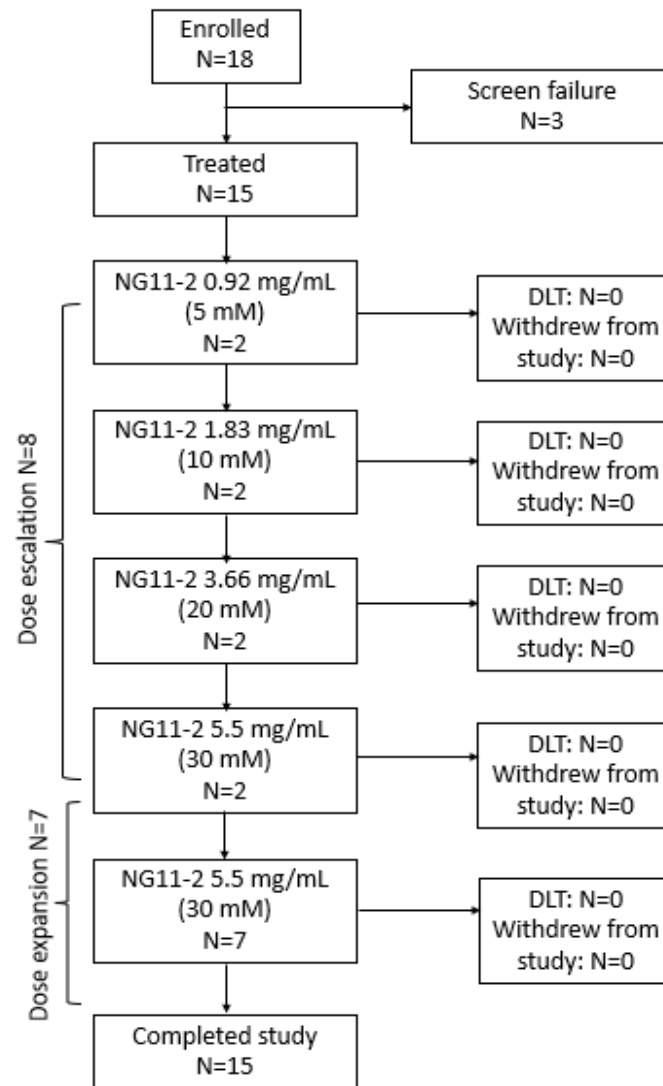 Enrolled
N=18
Screen failure
N=3
Treated
N=15
Dose escalation N=8
NG11-2 0.92 mg/mL
(5 mM)
N=2
DLT: N=0
Withdrew from
study: N=0
NG11-2 1.83 mg/mL
(10 mM)
N=2
DLT: N=0
Withdrew from
study: N=0
NG11-2 3.66 mg/mL
(20 mM)
N=2
DLT: N=0
Withdrew from
study: N=0
NG11-2 5.5 mg/mL
(30 mM)
N=2
DLT: N=0
Withdrew from
study: N=0
Dose expansion N=7
NG11-2 5.5 mg/mL
(30 mM)
N=7
DLT: N=0
Withdrew from
study: N=0
Completed study
N=15